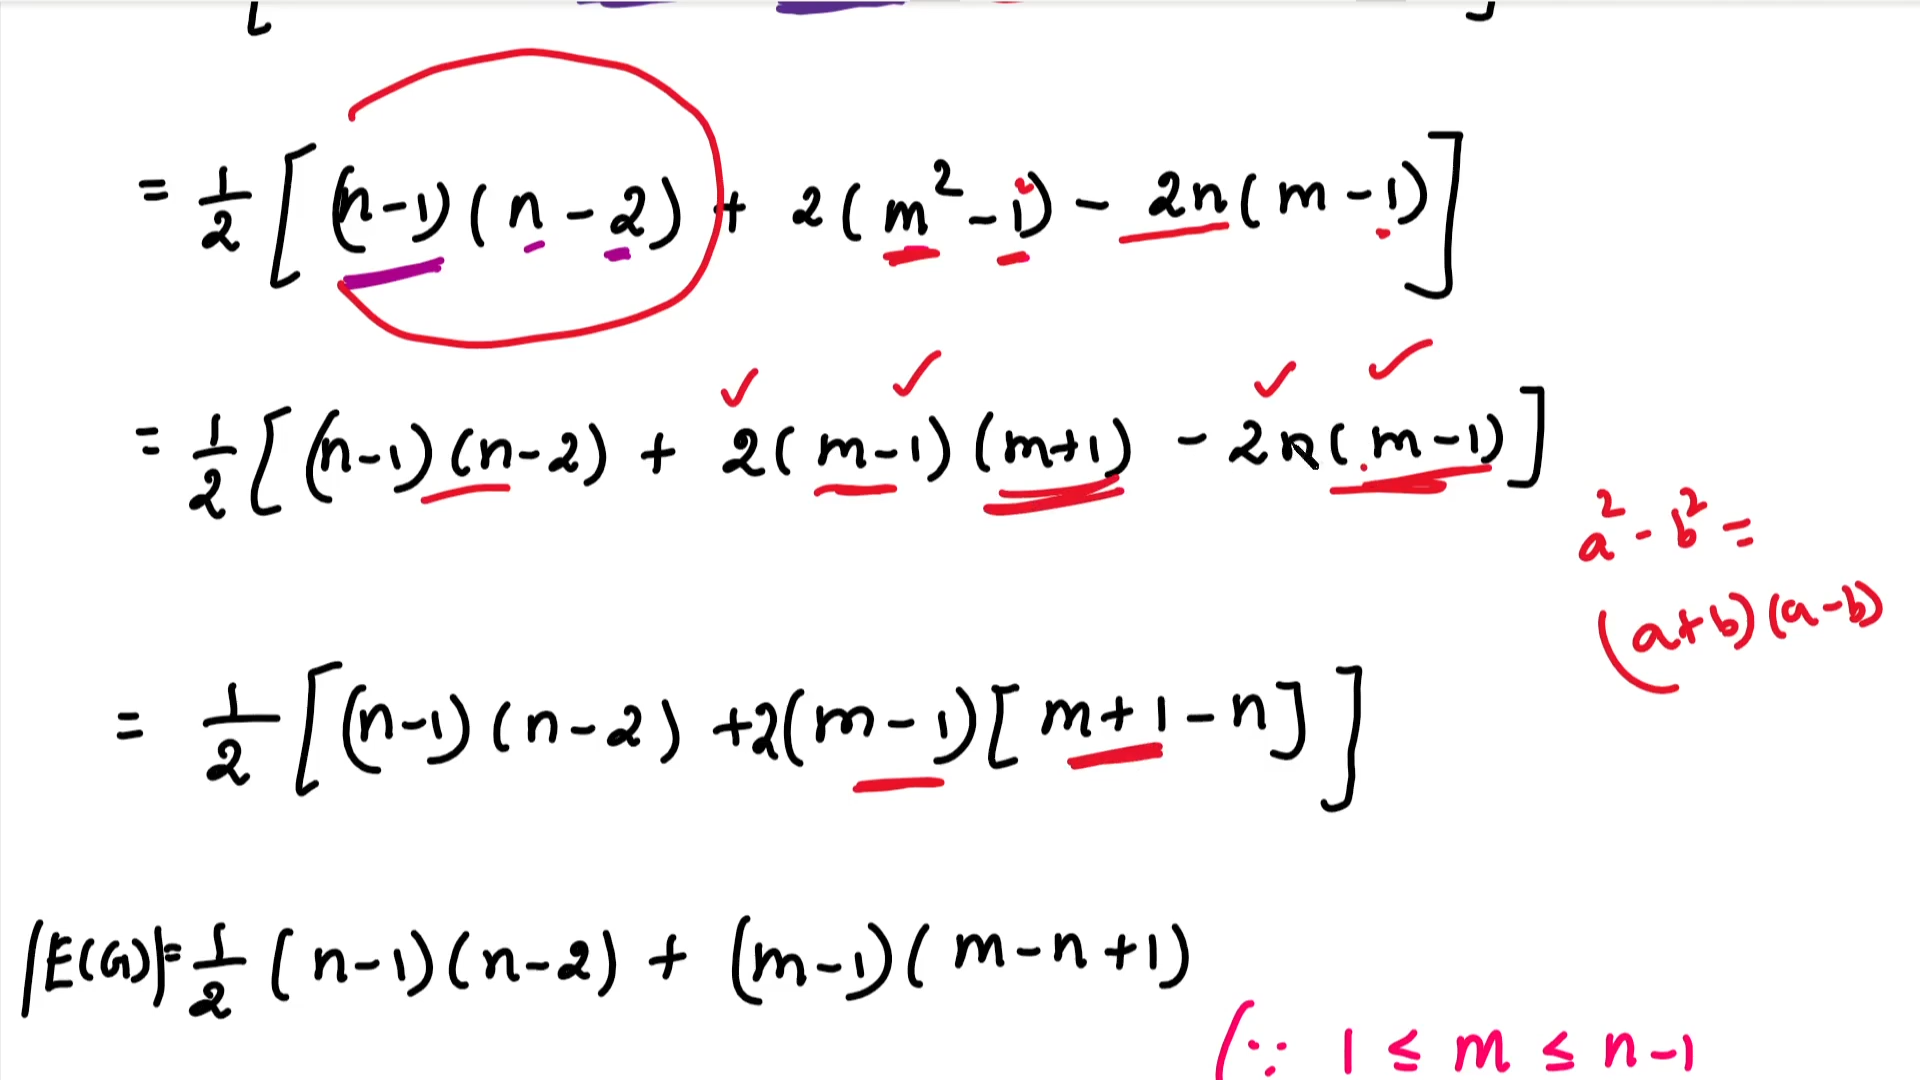 = 1/2 [ (n-1)(n-2) + 2(m²-1²) - 2n(m-1) ]
= 1/2 [ (n-1)(n-2) + 2(m-1)(m+1) - 2n(m-1) ]
a² - b² =
(a+b)(a-b)
= 1/2 [ (n-1)(n-2) +2(m-1)[m+1-n] ]
|E(G)|= 1/2 (n-1)(n-2) + (m-1)(m-n+1)
(∵ 1 ≤ m ≤ n-1